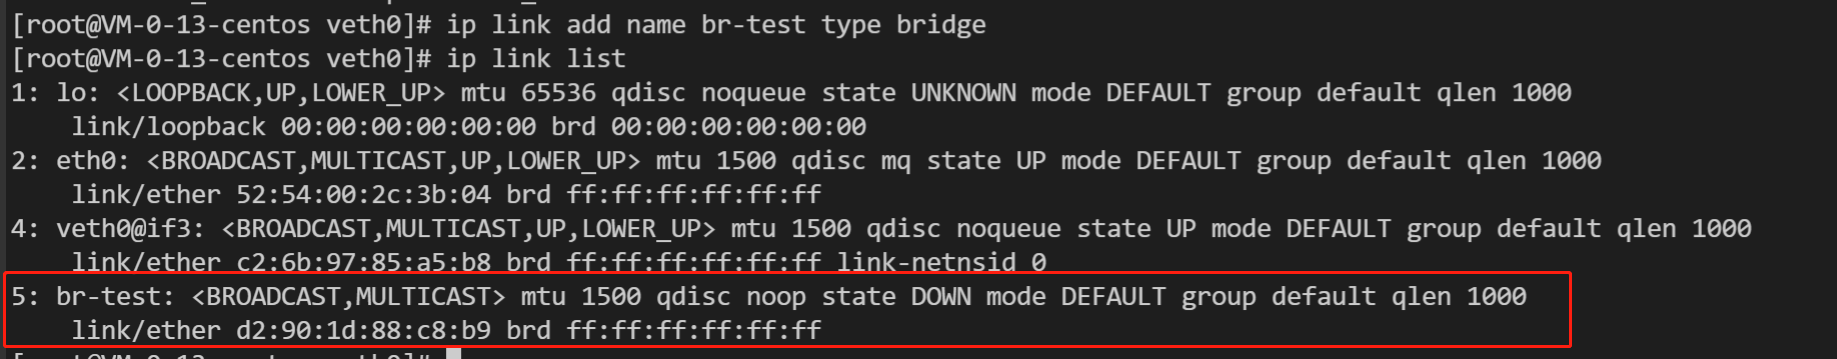 [root@VM-0-13-centos veth0]# ip link add name br-test type bridge
[root@VM-0-13-centos veth0]# ip link list
1: lo: <LOOPBACK,UP,LOWER_UP> mtu 65536 qdisc noqueue state UNKNOWN mode DEFAULT group default qlen 1000
    link/loopback 00:00:00:00:00:00 brd 00:00:00:00:00:00
2: eth0: <BROADCAST,MULTICAST,UP,LOWER_UP> mtu 1500 qdisc mq state UP mode DEFAULT group default qlen 1000
    link/ether 52:54:00:2c:3b:04 brd ff:ff:ff:ff:ff:ff
4: veth0@if3: <BROADCAST,MULTICAST,UP,LOWER_UP> mtu 1500 qdisc noqueue state UP mode DEFAULT group default qlen 1000
    link/ether c2:6b:97:85:a5:b8 brd ff:ff:ff:ff:ff:ff link-netnsid 0
5: br-test: <BROADCAST,MULTICAST> mtu 1500 qdisc noop state DOWN mode DEFAULT group default qlen 1000
    link/ether d2:90:1d:88:c8:b9 brd ff:ff:ff:ff:ff:ff